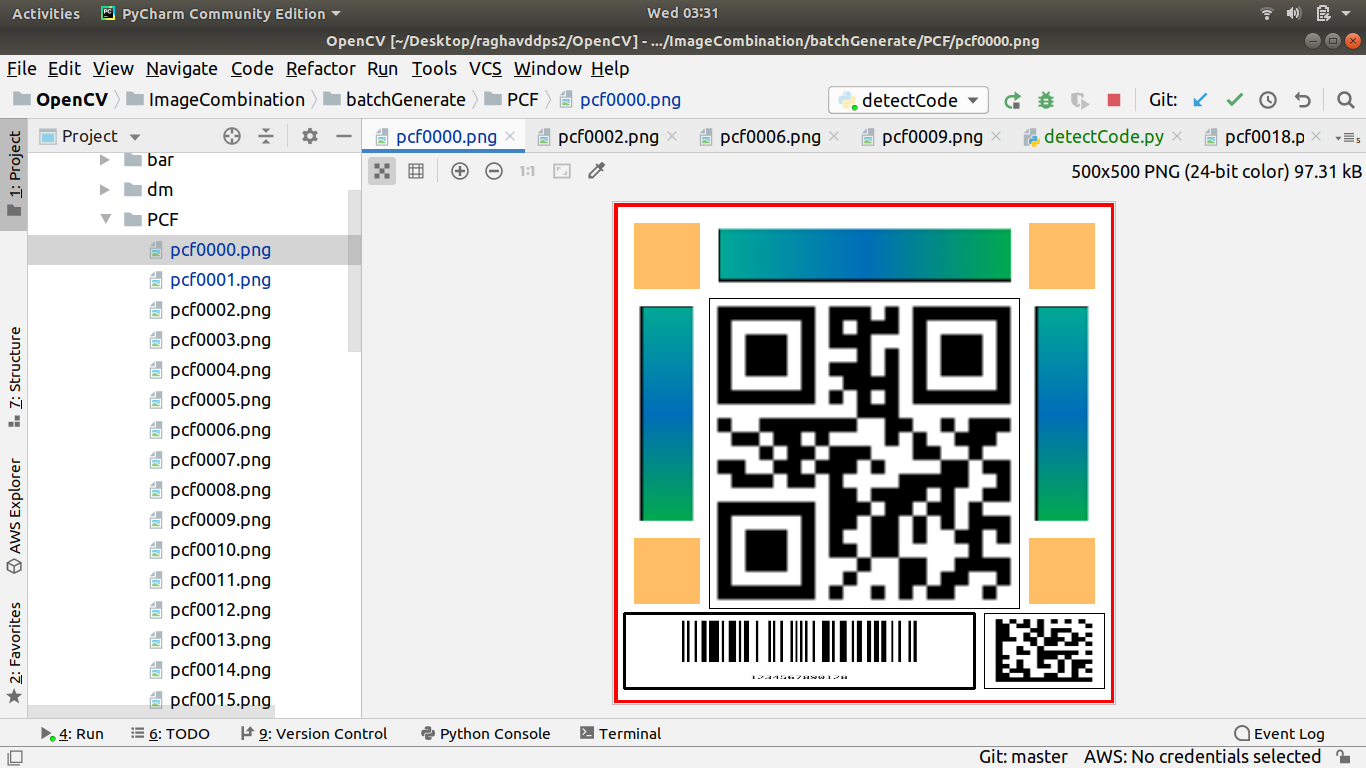 Activities PyCharm Community Edition Wed 03:31
OpenCV [~/Desktop/raghavddps2/OpenCV] - .../ImageCombination/batchGenerate/PCF/pcf0000.png
File Edit View Navigate Code Refactor Run Tools VCS Window Help
OpenCV ImageCombination batchGenerate PCF pcf0000.png detectCode Git:
1: Project
Project
pcf0000.png pcf0002.png pcf0006.png pcf0009.png detectCode.py pcf0018.p
500x500 PNG (24-bit color) 97.31 kB
1:1
bar
dm
PCF
pcf0000.png
pcf0001.png
pcf0002.png
pcf0003.png
pcf0004.png
pcf0005.png
pcf0006.png
pcf0007.png
pcf0008.png
pcf0009.png
pcf0010.png
pcf0011.png
pcf0012.png
pcf0013.png
pcf0014.png
pcf0015.png
7: Structure
AWS Explorer
2: Favorites
1234567890128
4: Run 6: TODO 9: Version Control Python Console Terminal Event Log
Git: master AWS: No credentials selected